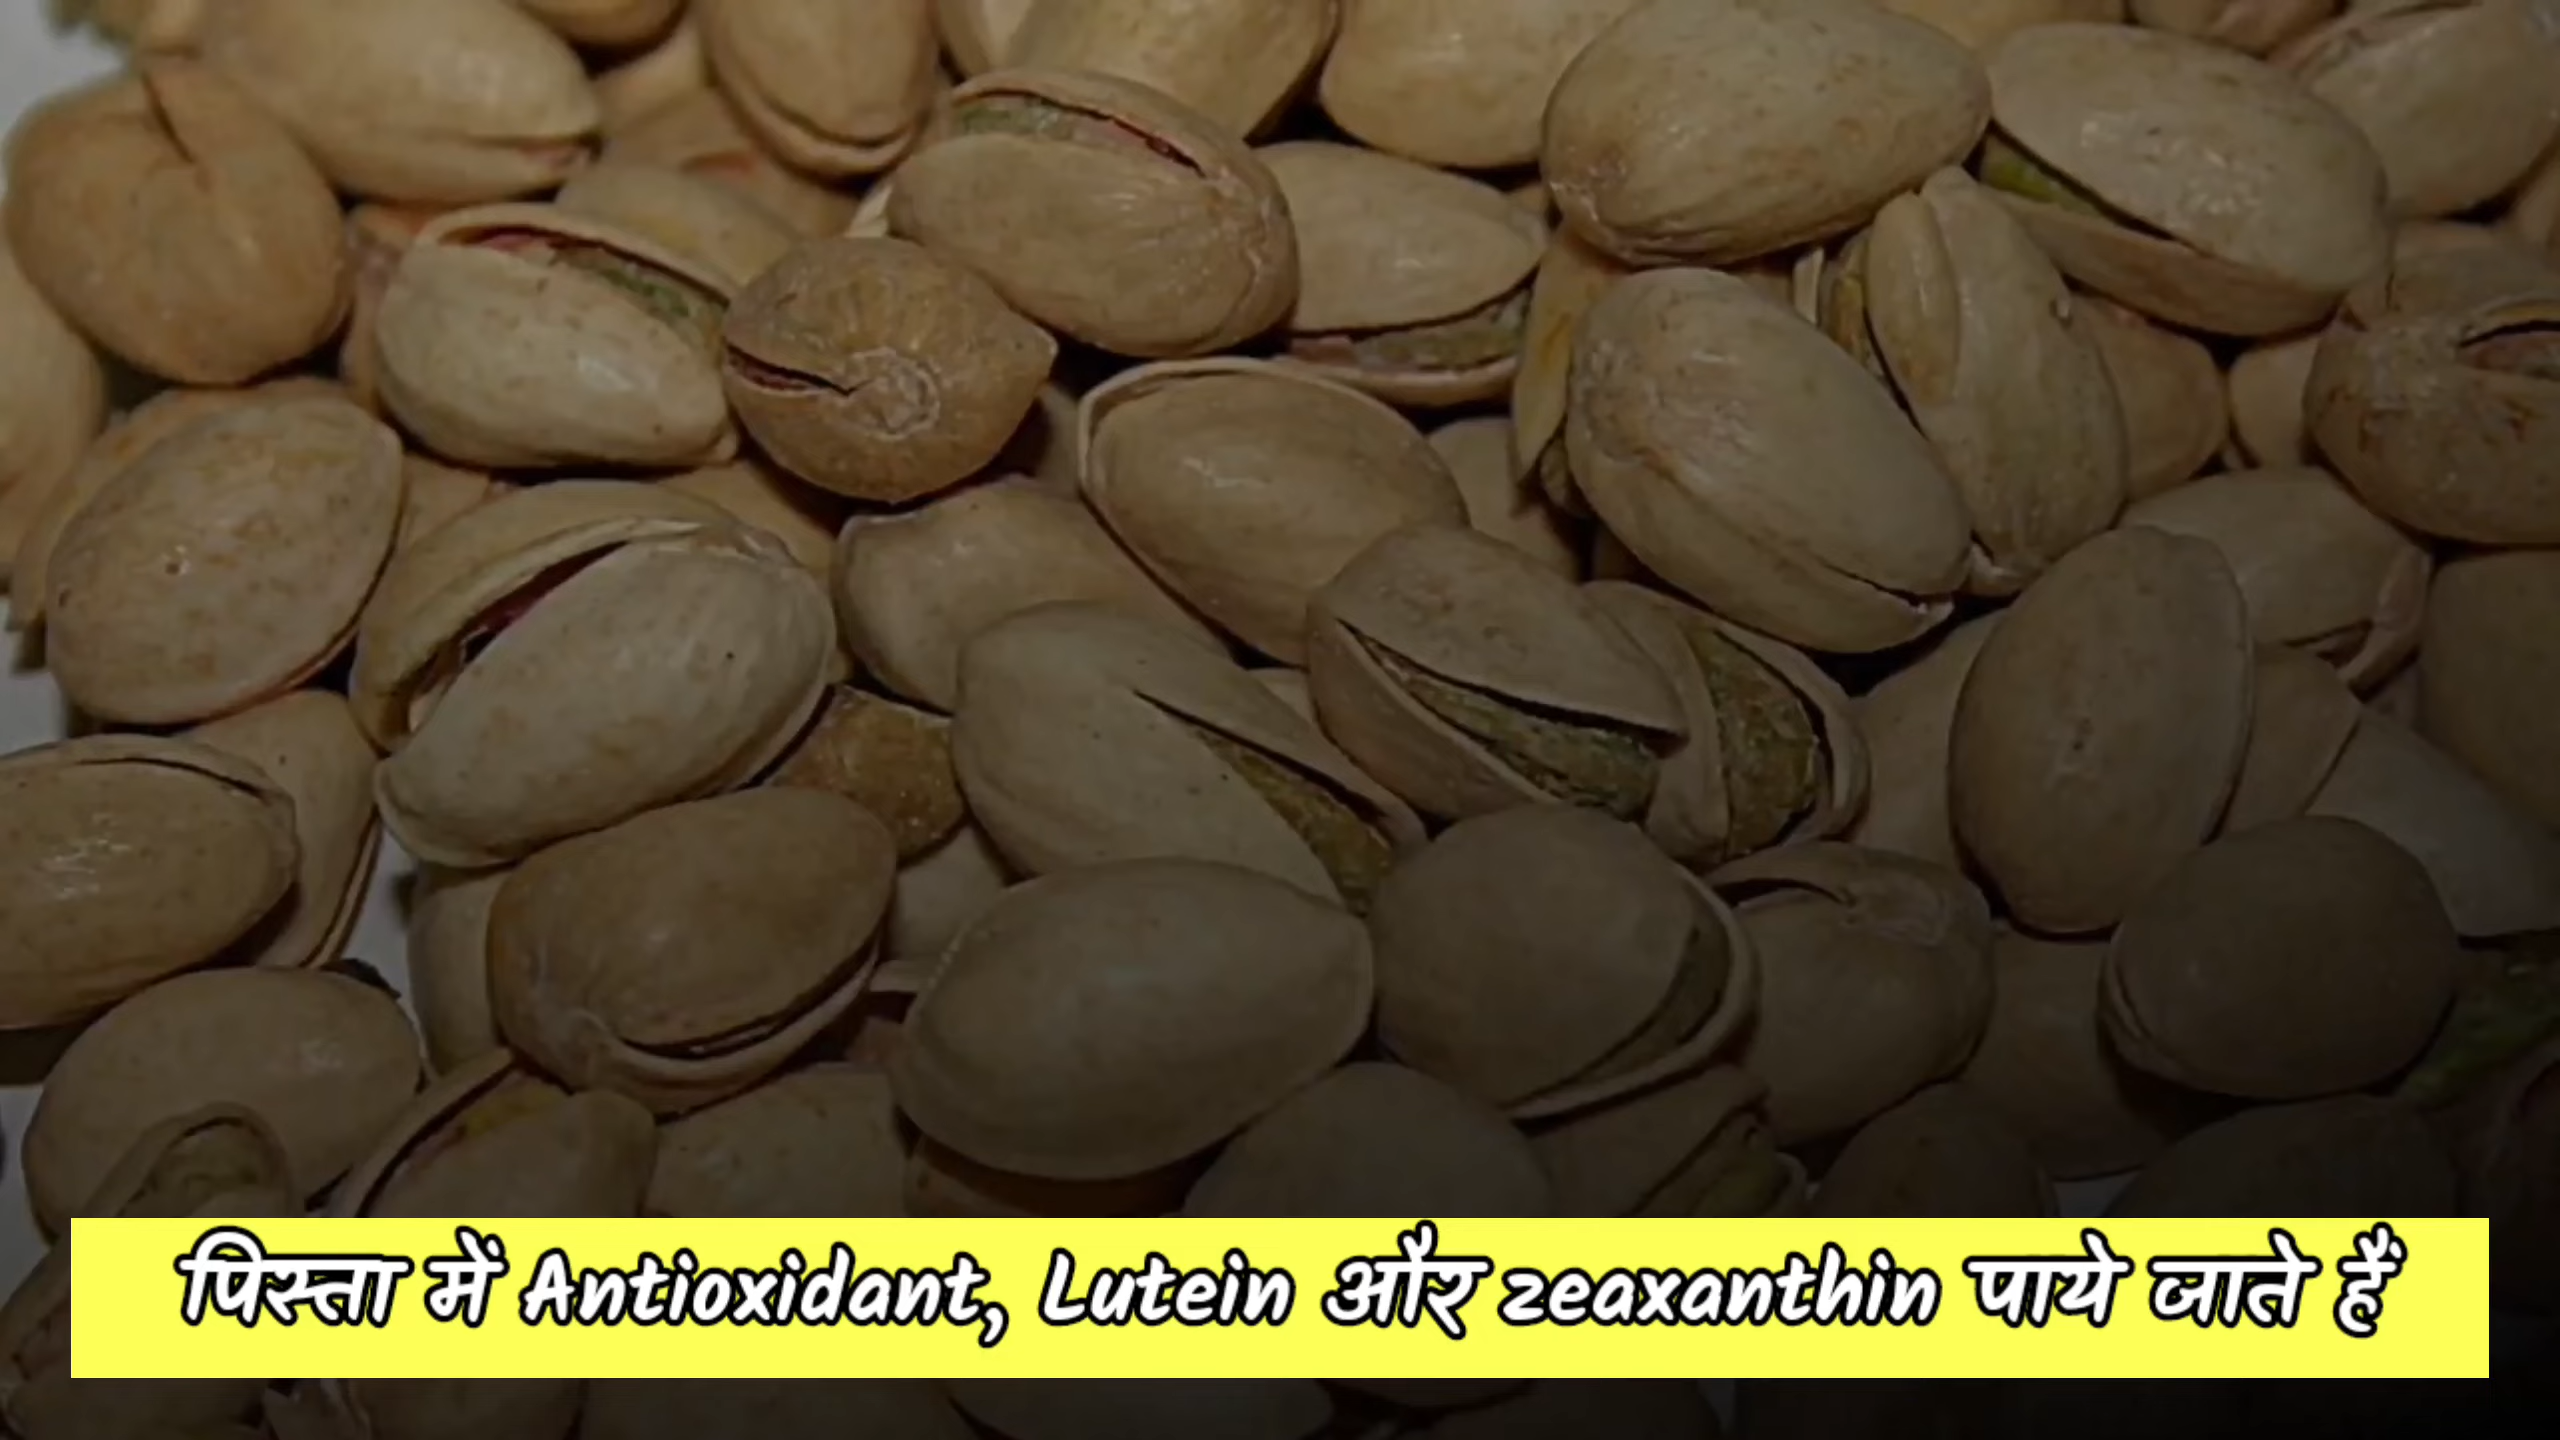 पिस्ता में Antioxidant, Lutein और zeaxanthin पाये जाते हैं